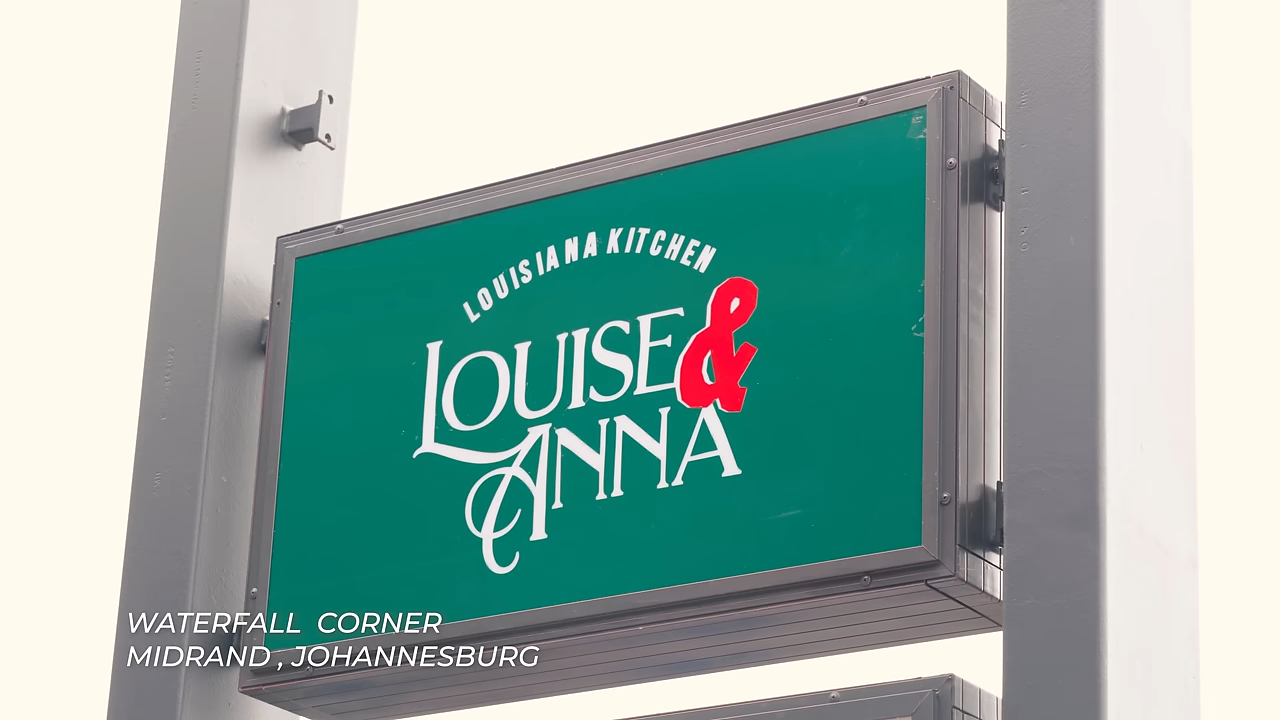 LOUISIANA KITCHEN
LOUISE &
ANNA
WATERFALL CORNER
MIDRAND, JOHANNESBURG